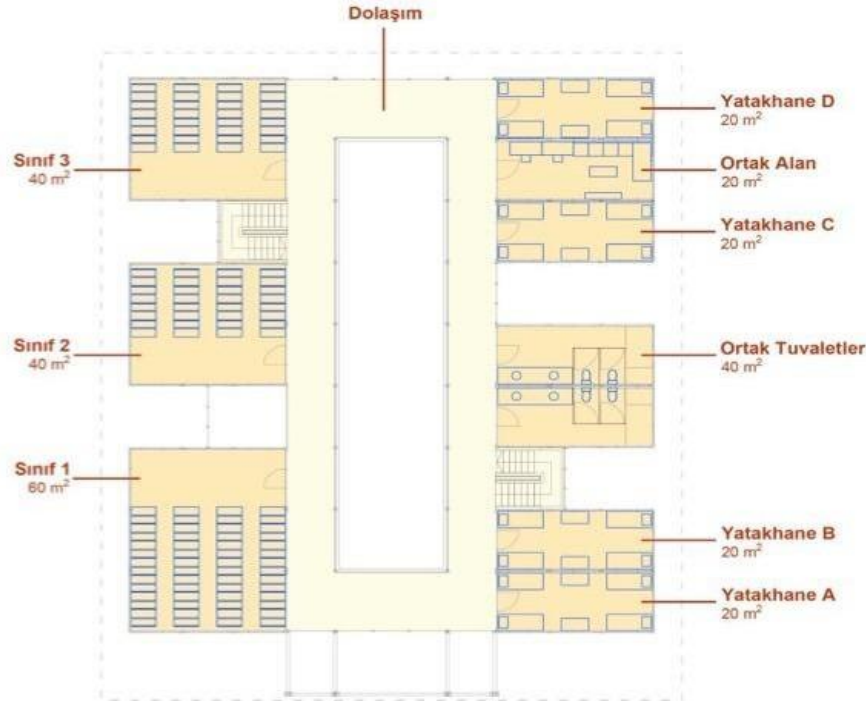 Dolaşım
Sınıf 3
40 m²
Sınıf 2
40 m²
Sınıf 1
60 m²
Yatakhane D
20 m²
Ortak Alan
20 m²
Yatakhane C
20 m²
Ortak Tuvaletler
40 m²
Yatakhane B
20 m²
Yatakhane A
20 m²